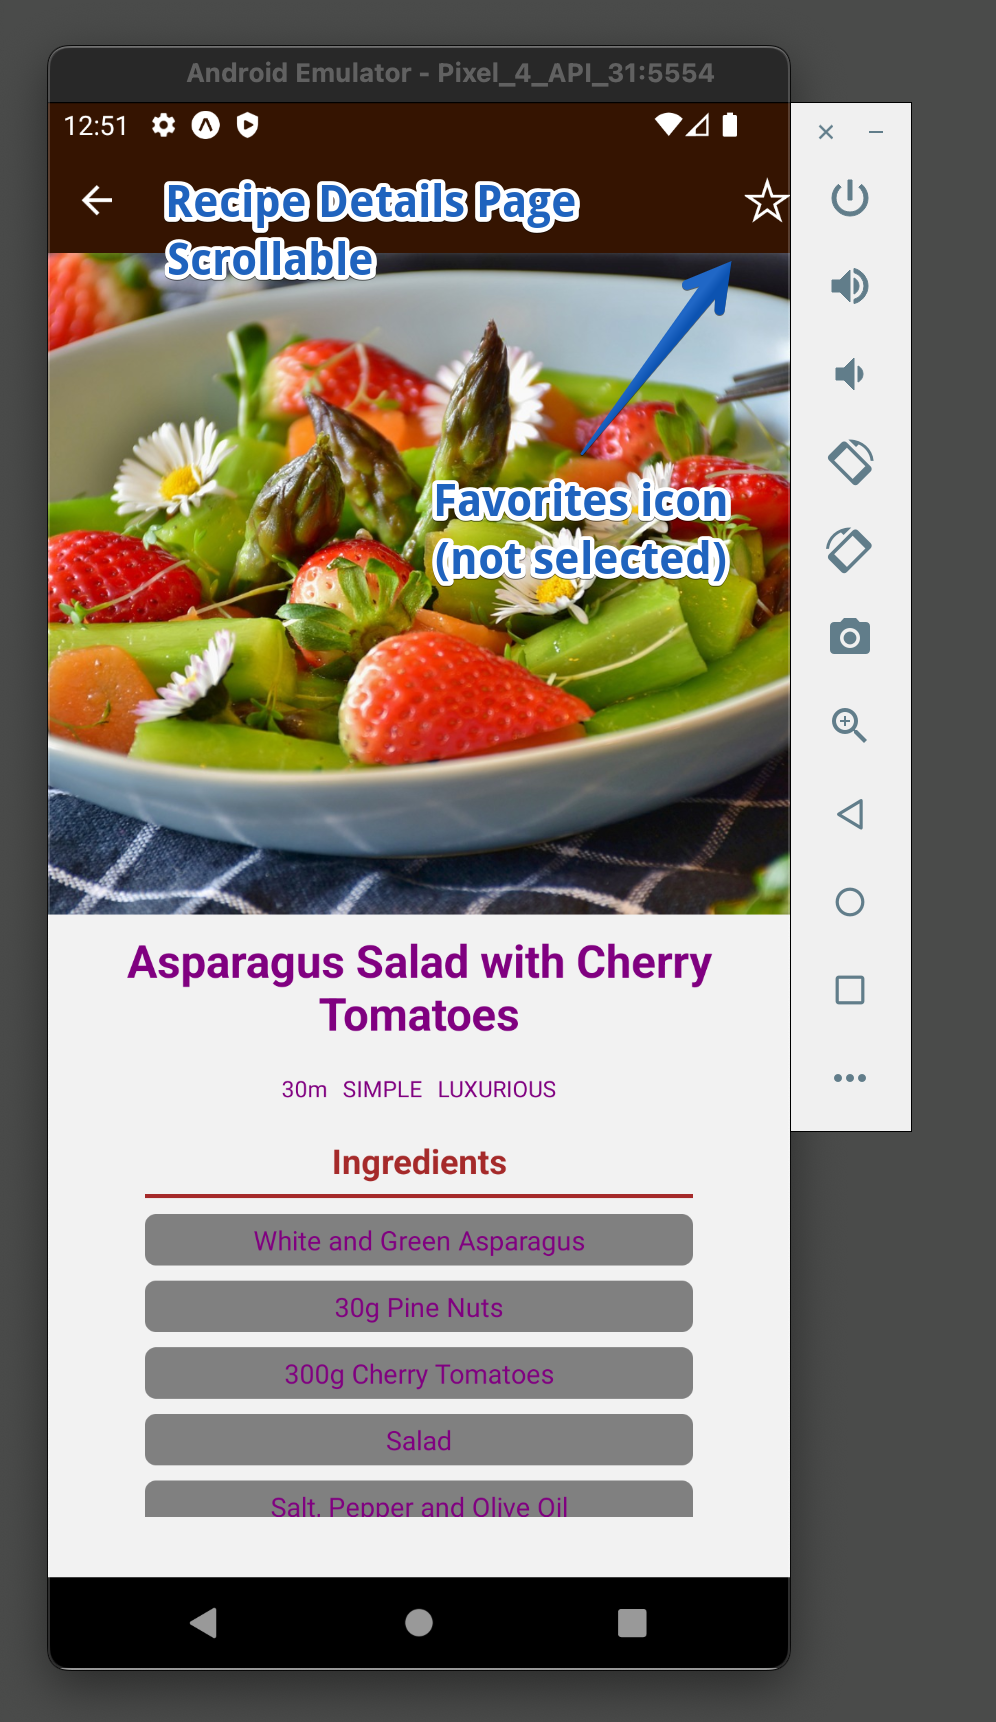 Android Emulator - Pixel_4_API_31:5554
12:51
Recipe Details Page
Scrollable
Favorites icon
(not selected)
Asparagus Salad with Cherry
Tomatoes
30m SIMPLE LUXURIOUS
Ingredients
White and Green Asparagus
30g Pine Nuts
300g Cherry Tomatoes
Salad
Salt, Pepper and Olive Oil